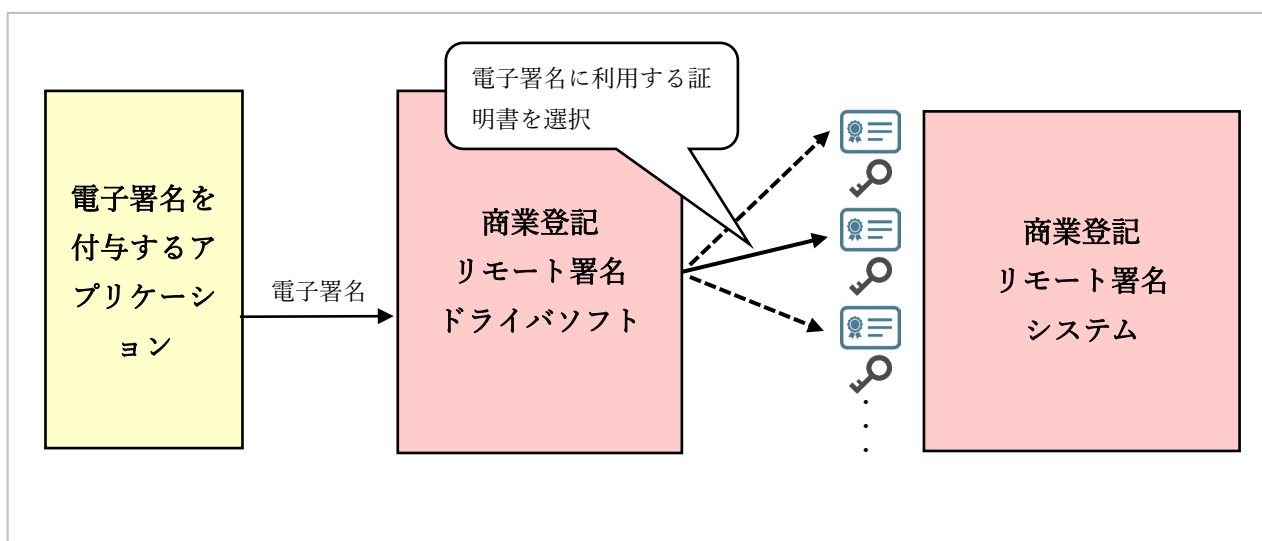 電子署名を
付与するア
プリケーシ
ョン
電子署名
電子署名に利用する証
明書を選択
商業登記
リモート署名
ドライバソフト
商業登記
リモート署名
システム